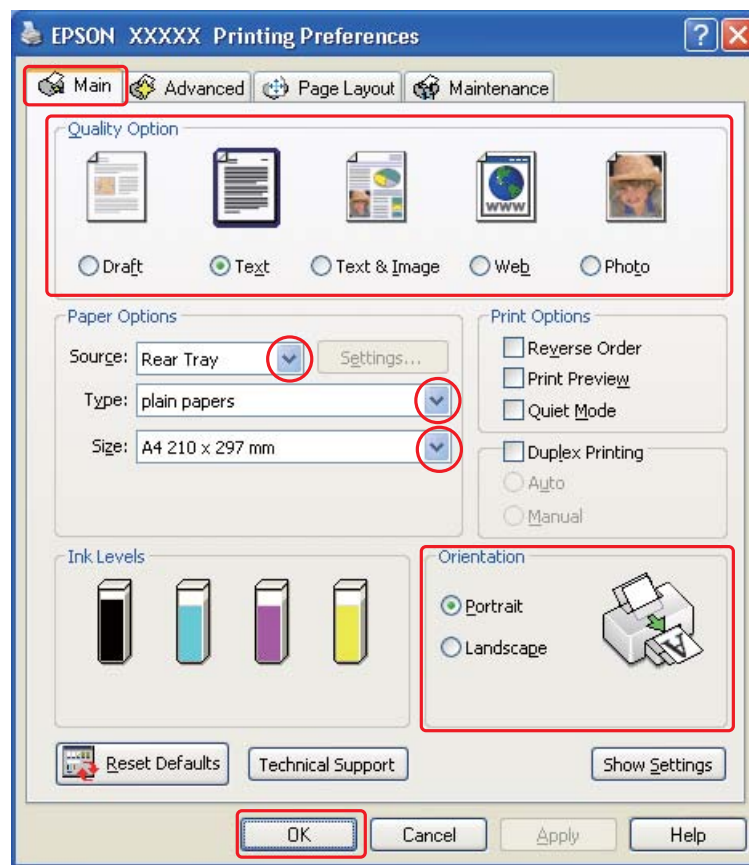 EPSON XXXXX Printing Preferences
Main Advanced Page Layout Maintenance
Quality Option
WWW
Draft Text Text & Image Web Photo
Paper Options
Source: Rear Tray Settings...
Type: plain papers
Size: A4 210 x 297 mm
Print Options
Reverse Order
Print Preview
Quiet Mode
Duplex Printing
Auto
Manual
Ink Levels
Orientation
Portrait
Landscape
A
Reset Defaults Technical Support Show Settings
OK Cancel Apply Help